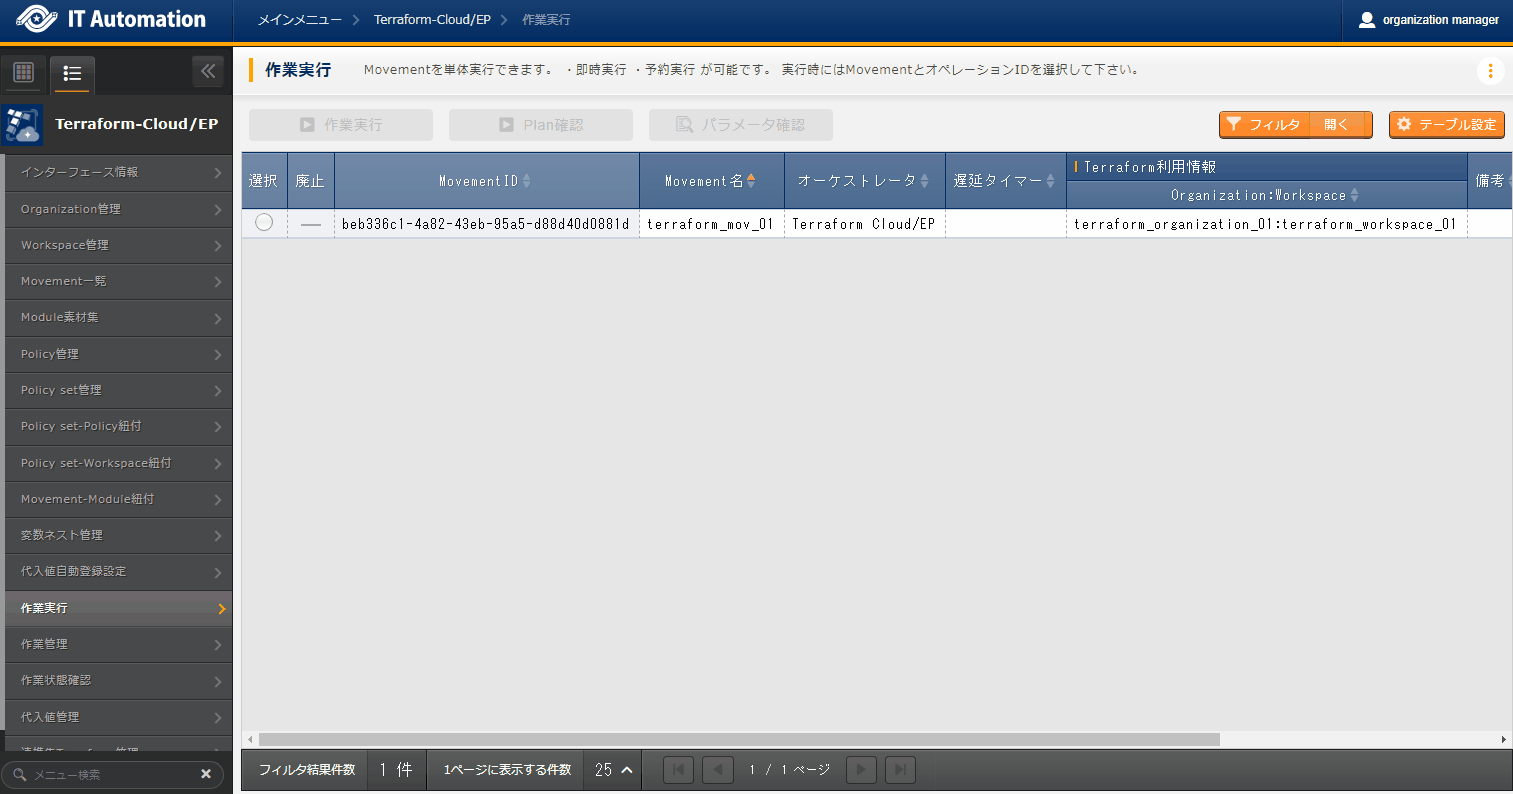 IT Automation
メインメニュー
Terraform-Cloud/EP
作業実行
organization manager
Terraform-Cloud/EP
インターフェース情報
Organization管理
Workspace管理
Movement一覧
Module素材集
Policy管理
Policy set管理
Policy set-Policy紐付
Policy set-Workspace紐付
Movement-Module紐付
変数ネスト管理
代入値自動登録設定
作業実行
作業管理
作業状態確認
代入値管理
メニュー検索
作業実行
Movementを単体実行できます。 ・即時実行 ・予約実行 が可能です。 実行時にはMovementとオペレーションIDを選択して下さい。
作業実行 Plan確認 パラメータ確認
フィルタ 開く テーブル設定
選択 廃止 MovementID Movement名 オーケストレータ 遅延タイマー Terraform利用情報 備考
Organization:Workspace
beb336c1-4a82-43eb-95a5-d88d40d0881d terraform_mov_01 Terraform Cloud/EP terraform_organization_01:terraform_workspace_01
フィルタ結果件数 1 件 1ページに表示する件数 25 1 / 1 ページ